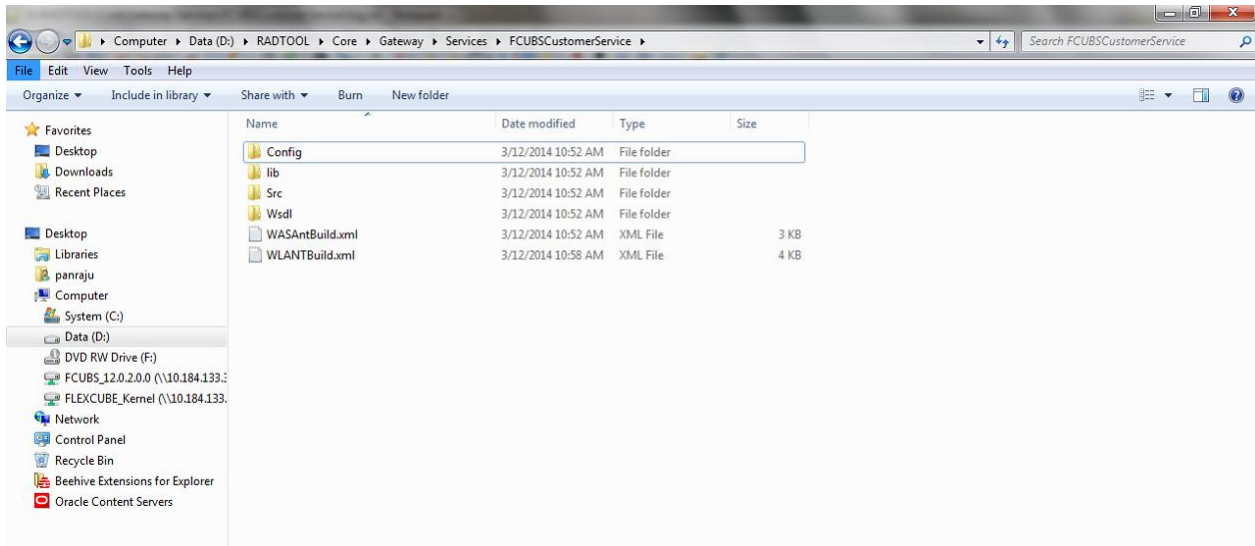 Computer ▸ Data (D:) ▸ RADTOOL ▸ Core ▸ Gateway ▸ Services ▸ FCUBSCustomerService ▸
Search FCUBSCustomerService
File Edit View Tools Help
Organize Include in library Share with Burn New folder
Name Date modified Type Size
Favorites
Desktop
Downloads
Recent Places
Desktop
Libraries
panraju
Computer
System (C:)
Data (D:)
DVD RW Drive (F:)
FCUBS_12.0.2.0.0 (\\10.184.133.
FLEXCUBE_Kernel (\\10.184.133.
Network
Control Panel
Recycle Bin
Beehive Extensions for Explorer
Oracle Content Servers
Config 3/12/2014 10:52 AM File folder
lib 3/12/2014 10:52 AM File folder
Src 3/12/2014 10:52 AM File folder
Wsdl 3/12/2014 10:52 AM File folder
WASAntBuild.xml 3/12/2014 10:52 AM XML File 3 KB
WLANTBuild.xml 3/12/2014 10:58 AM XML File 4 KB